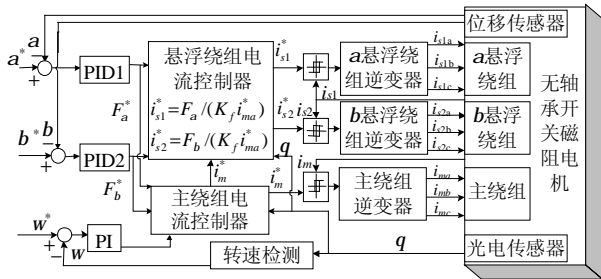 a
a*
PID1
悬浮绕组电
流控制器
i*s1=Fa/(Kf i*ma)
i*s2=Fb/(Kf i*ma)
F*a
i*s1
i*s2
is1
is2
a悬浮绕
组逆变器
is1a
is1b
is1c
位移传感器
a悬浮
绕组
无轴承开关磁阻电机
b*
b
PID2
F*b
q
b悬浮绕
组逆变器
is2a
is2b
is2c
b悬浮
绕组
i*m
主绕组电
流控制器
i*m
im
主绕组
逆变器
ima
imb
imc
主绕组
w*
w
PI
转速检测
q
光电传感器